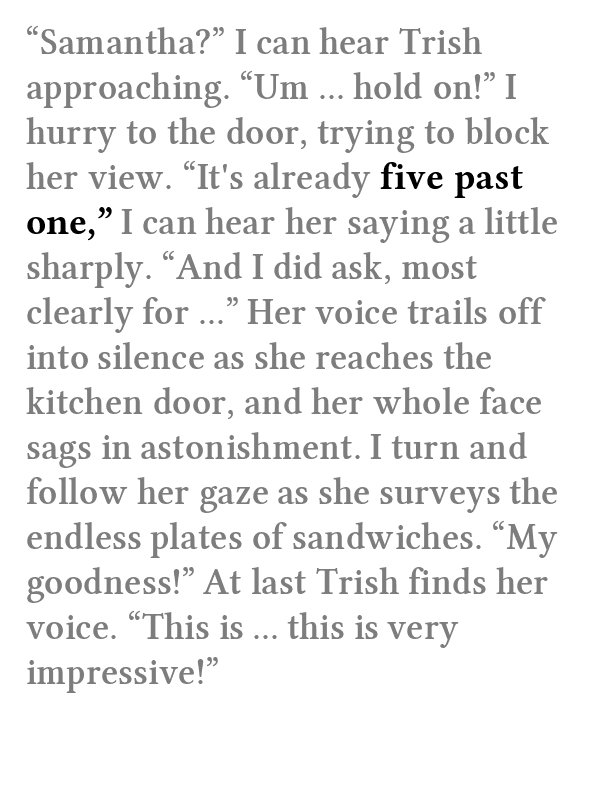 “Samantha?” I can hear Trish
approaching. “Um ... hold on!” I
hurry to the door, trying to block
her view. “It's already five past
one,” I can hear her saying a little
sharply. “And I did ask, most
clearly for ...” Her voice trails off
into silence as she reaches the
kitchen door, and her whole face
sags in astonishment. I turn and
follow her gaze as she surveys the
endless plates of sandwiches. “My
goodness!” At last Trish finds her
voice. “This is ... this is very
impressive!”